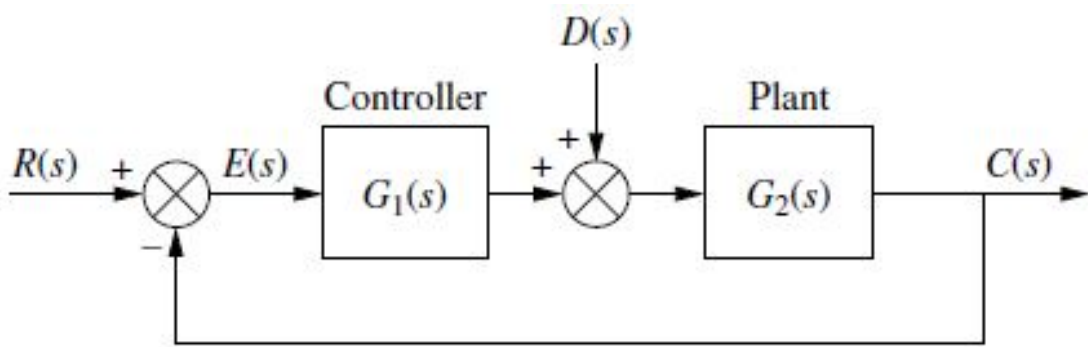 D(s)
Controller
Plant
R(s)
+
E(s)
G₁(s)
+
+
G₂(s)
C(s)
−